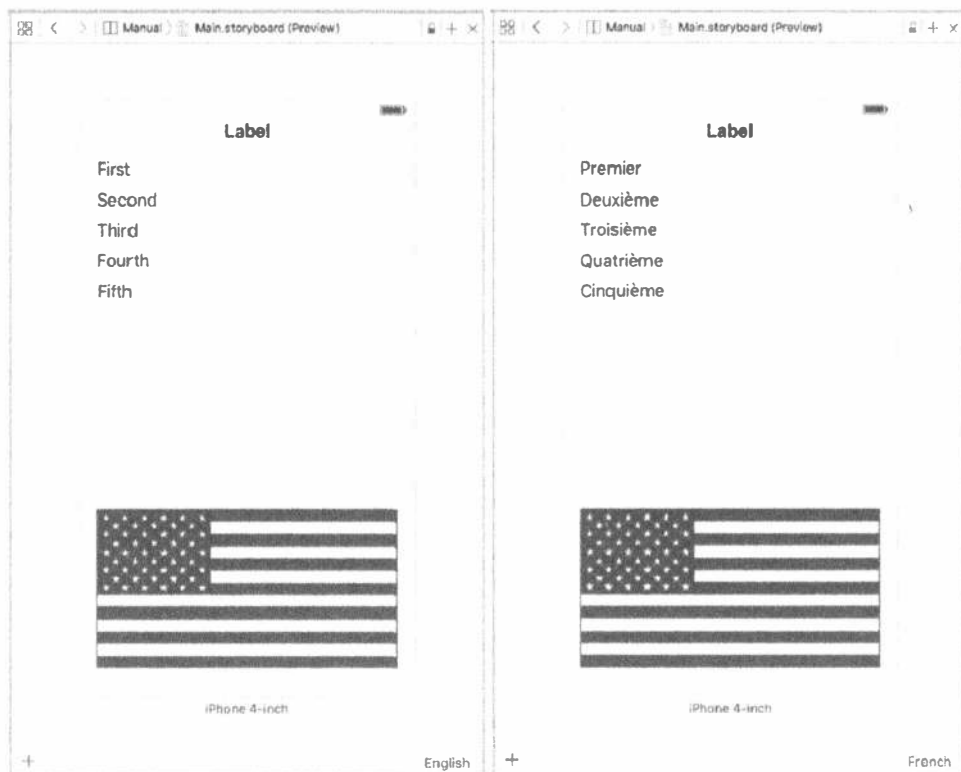 Manual
Main.storyboard (Preview)
Label
First
Second
Third
Fourth
Fifth
iPhone 4-inch
English
Manual
Main.storyboard (Preview)
Label
Premier
Deuxième
Troisième
Quatrième
Cinquième
iPhone 4-inch
French